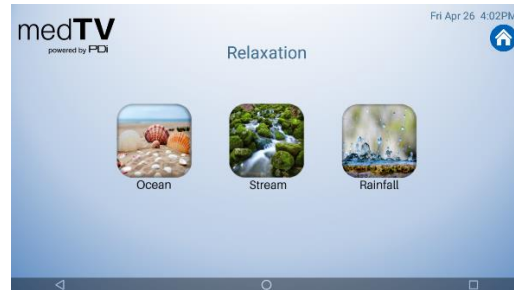 medTV
powered by PDi
Fri Apr 26 4:02PM
Relaxation
Ocean
Stream
Rainfall